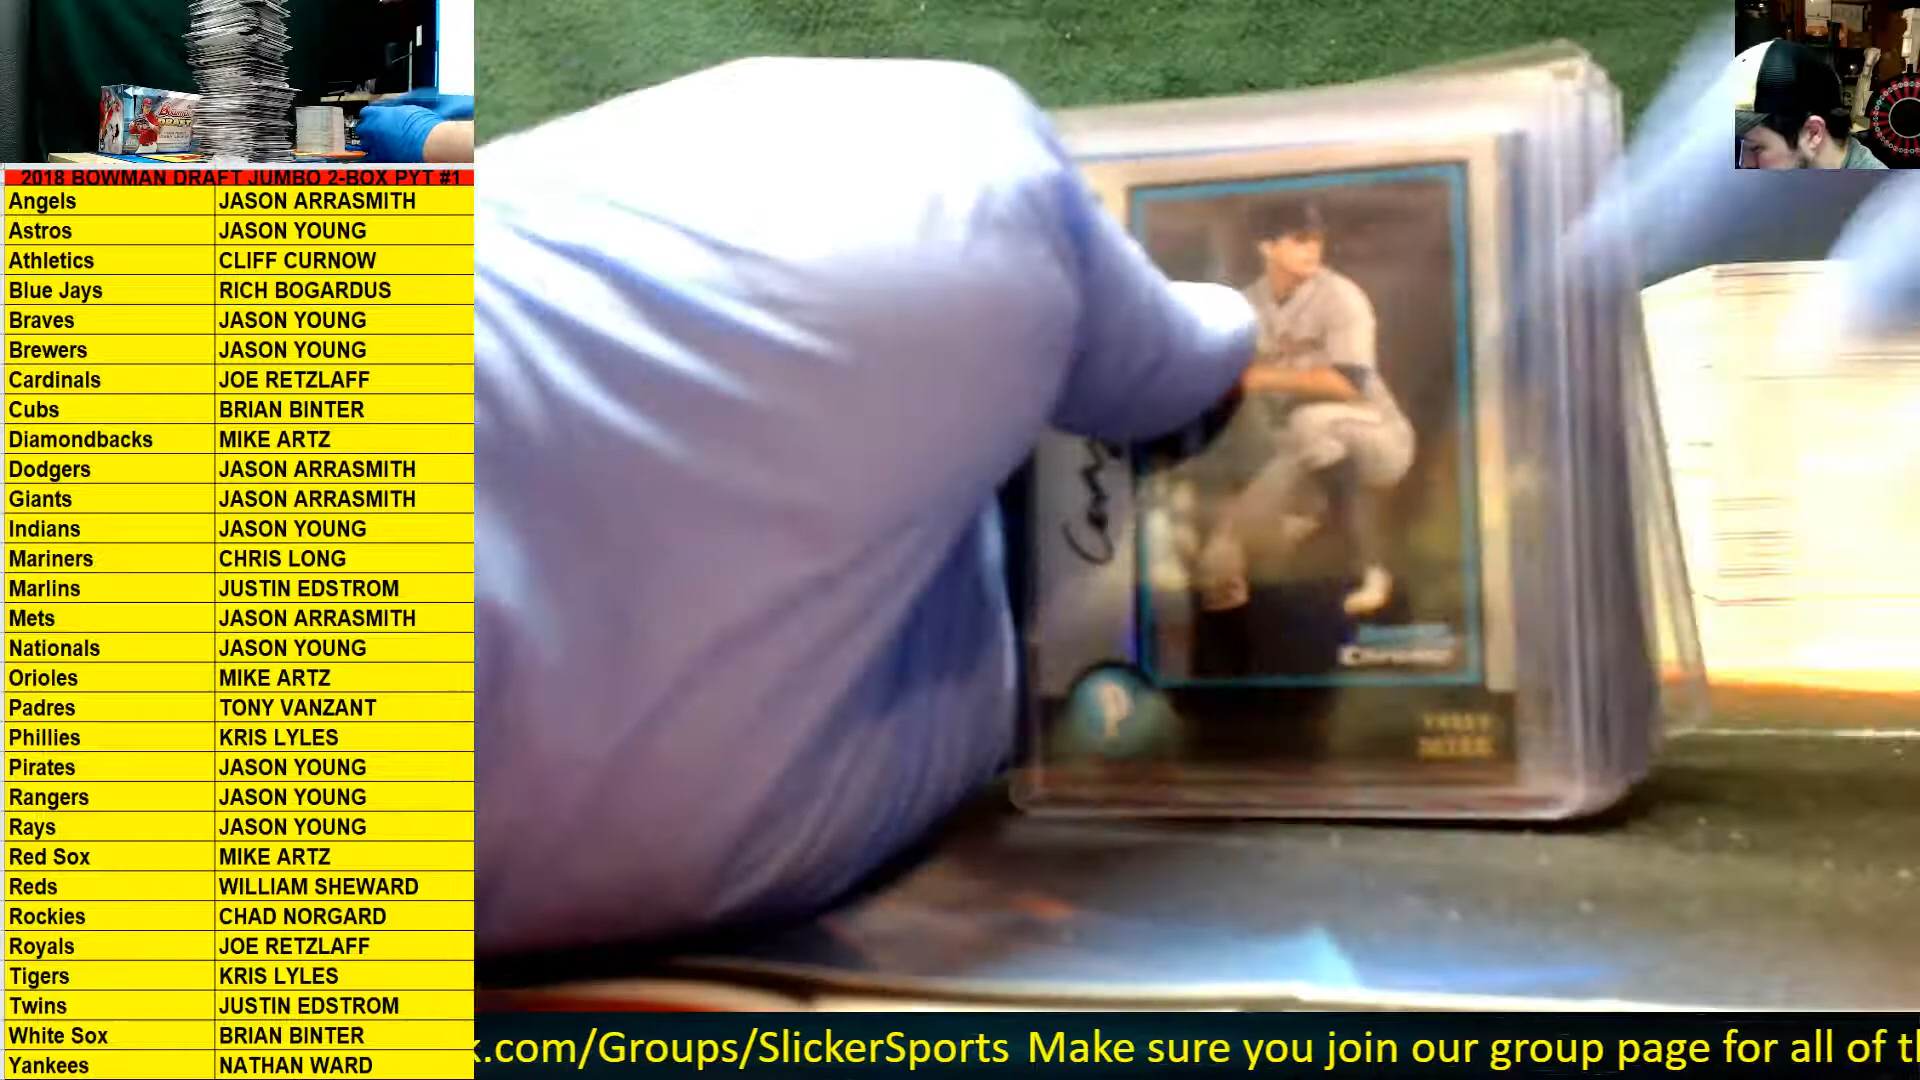 2018 BOWMAN DRAFT JUMBO 2-BOX PYT #1
Angels JASON ARRASMITH
Astros JASON YOUNG
Athletics CLIFF CURNOW
Blue Jays RICH BOGARDUS
Braves JASON YOUNG
Brewers JASON YOUNG
Cardinals JOE RETZLAFF
Cubs BRIAN BINTER
Diamondbacks MIKE ARTZ
Dodgers JASON ARRASMITH
Giants JASON ARRASMITH
Indians JASON YOUNG
Mariners CHRIS LONG
Marlins JUSTIN EDSTROM
Mets JASON ARRASMITH
Nationals JASON YOUNG
Orioles MIKE ARTZ
Padres TONY VANZANT
Phillies KRIS LYLES
Pirates JASON YOUNG
Rangers JASON YOUNG
Rays JASON YOUNG
Red Sox MIKE ARTZ
Reds WILLIAM SHEWARD
Rockies CHAD NORGARD
Royals JOE RETZLAFF
Tigers KRIS LYLES
Twins JUSTIN EDSTROM
White Sox BRIAN BINTER
Yankees NATHAN WARD
k.com/Groups/SlickerSports Make sure you join our group page for all of